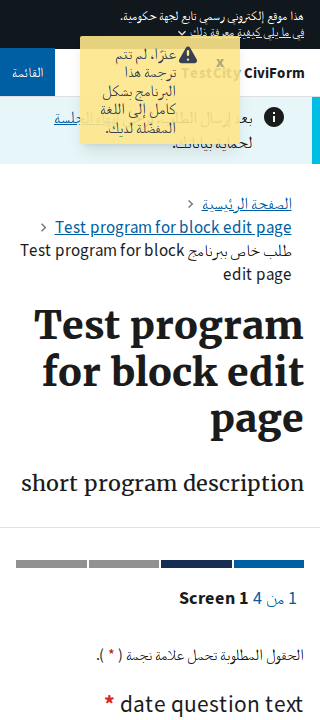 هذا موقع إلكتروني رسمي تابع لجهة حكومية.
في ما يلي كيفية معرفة ذلك
TestCity CiviForm
القائمة
عذرًا، لم تتم
ترجمة هذا
البرنامج بشكل
كامل إلى اللغة
المفضّلة لديك.
x
بعد إرسال
الجلسة
لحماية بياناتك.
الصفحة الرئيسية
Test program for block edit page
طلب خاص ببرنامج Test program for block
edit page
Test program
for block edit
page
short program description
1 من 4 Screen 1
الحقول المطلوبة تحمل علامة نجمة ( * ).
date question text *